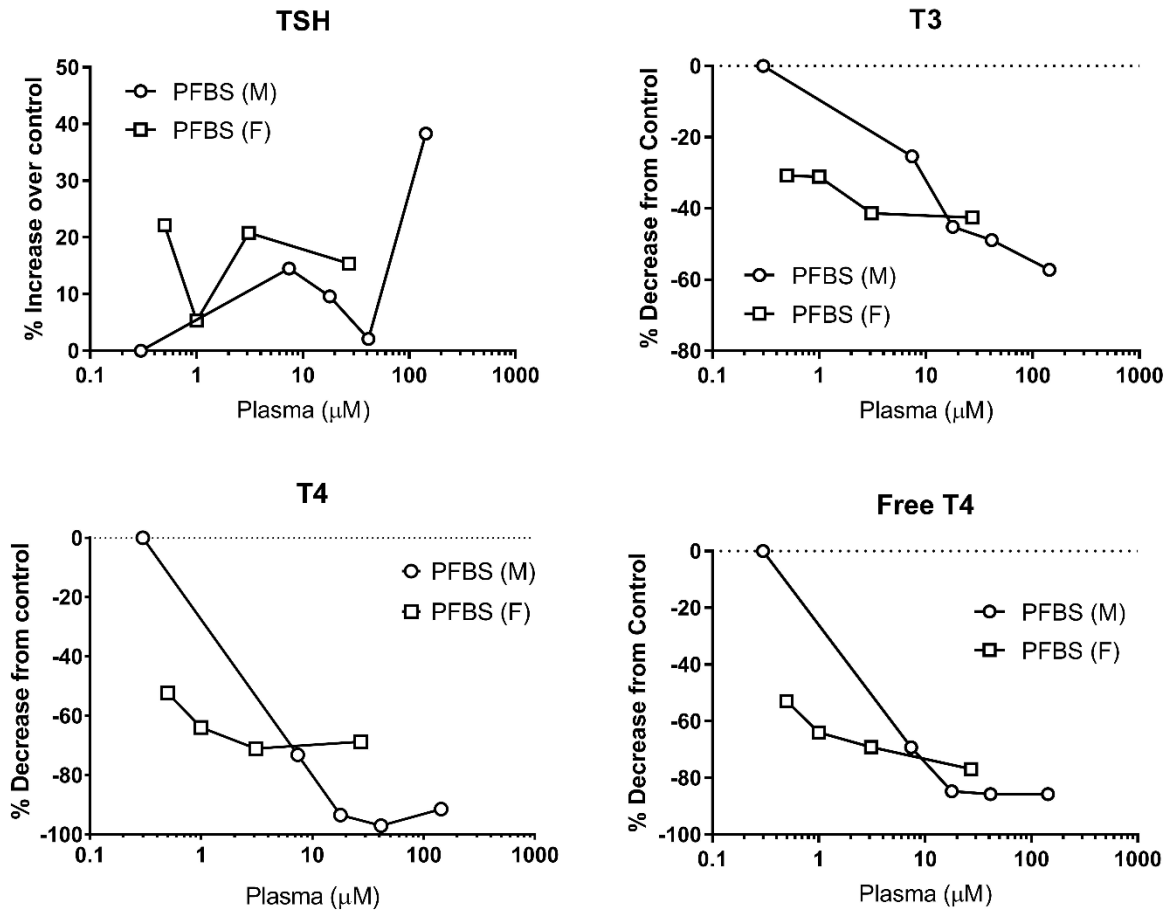 TSH
% Increase over control
50
40
30
20
10
0
PFBS (M)
PFBS (F)
0.1 1 10 100 1000
Plasma (μM)
T3
% Decrease from Control
0
-20
-40
-60
-80
PFBS (M)
PFBS (F)
0.1 1 10 100 1000
Plasma (μM)
T4
% Decrease from control
0
-20
-40
-60
-80
-100
PFBS (M)
PFBS (F)
0.1 1 10 100 1000
Plasma (μM)
Free T4
% Decrease from Control
0
-20
-40
-60
-80
-100
PFBS (M)
PFBS (F)
0.1 1 10 100 1000
Plasma (μM)